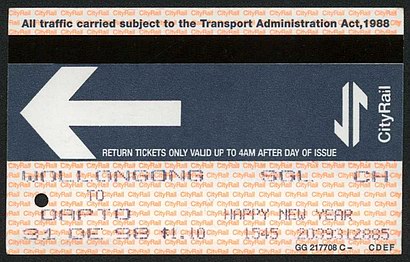 All traffic carried subject to the Transport Administration Act,1988
CityRail
RETURN TICKETS ONLY VALID UP TO 4AM AFTER DAY OF ISSUE
WOLLONGONG SGL CH
TO
DAPTO HAPPY NEW YEAR
31 DE 98 $1.10 1545 2039312885
GG 217708 C - CDEF